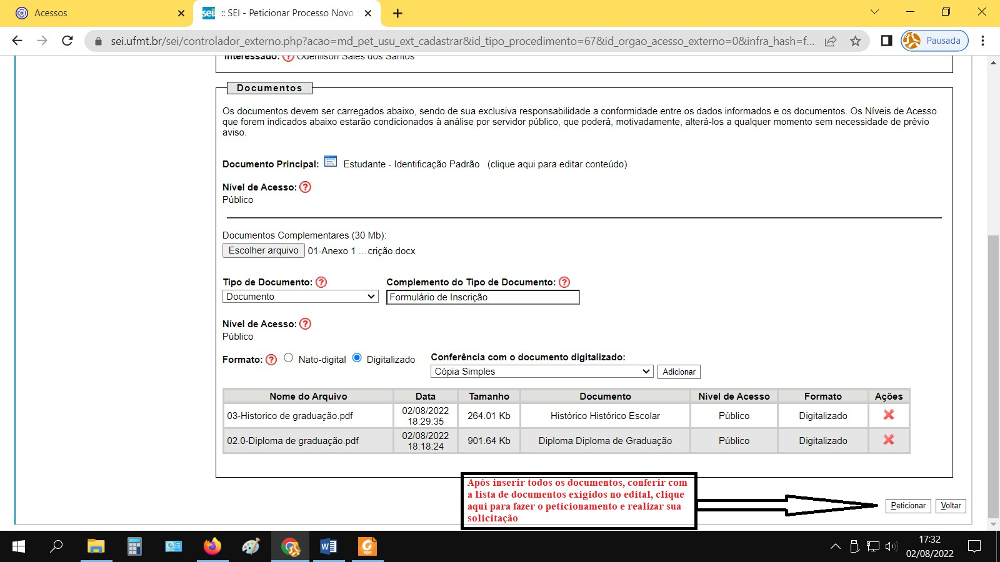 Acessos
sei! :: SEI - Peticionar Processo Novo
sei.ufmt.br/sei/controlador_externo.php?acao=md_pet_usu_ext_cadastrar&id_tipo_procedimento=67&id_orgao_acesso_externo=0&infra_hash=f...
Pausada
Interessado: ? Odenilson Sales dos Santos
Documentos
Os documentos devem ser carregados abaixo, sendo de sua exclusiva responsabilidade a conformidade entre os dados informados e os documentos. Os Níveis de Acesso
que forem indicados abaixo estarão condicionados à análise por servidor público, que poderá, motivadamente, alterá-los a qualquer momento sem necessidade de prévio
aviso.
Documento Principal: Estudante - Identificação Padrão (clique aqui para editar conteúdo)
Nível de Acesso: ?
Público
Documentos Complementares (30 Mb):
Escolher arquivo 01-Anexo 1 ...crição.docx
Tipo de Documento: ? Complemento do Tipo de Documento: ?
Documento Formulário de Inscrição
Nível de Acesso: ?
Público
Formato: ? Nato-digital Digitalizado Conferência com o documento digitalizado:
Cópia Simples Adicionar
Nome do Arquivo Data Tamanho Documento Nível de Acesso Formato Ações
03-Historico de graduação.pdf 02/08/2022 18:29:35 264.01 Kb Histórico Histórico Escolar Público Digitalizado
02.0-Diploma de graduação.pdf 02/08/2022 18:18:24 901.64 Kb Diploma Diploma de Graduação Público Digitalizado
Após inserir todos os documentos, conferir com
a lista de documentos exigidos no edital, clique
aqui para fazer o peticionamento e realizar sua
solicitação
Peticionar Voltar
17:32
02/08/2022